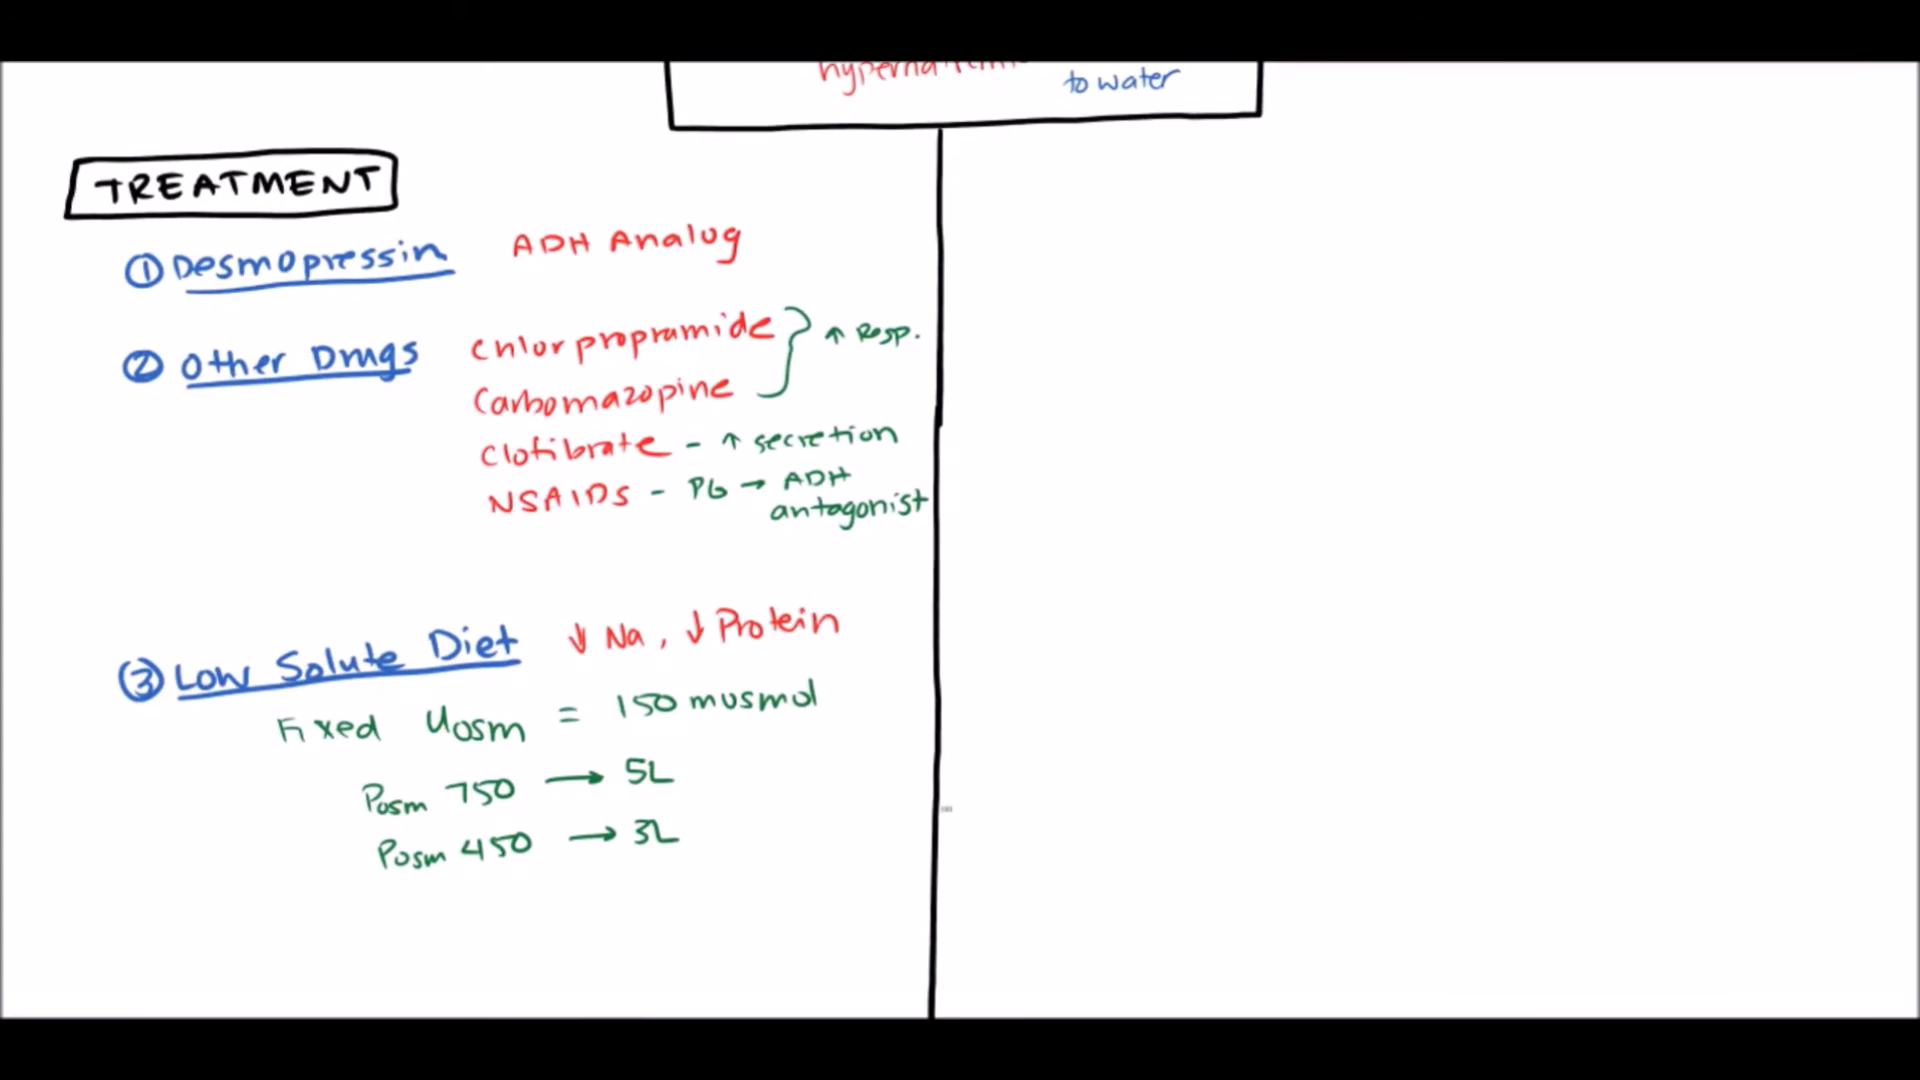 to water
TREATMENT
① Desmopressin ADH Analog
② Other Drugs Chlorpropramide ↑ Resp.
Carbomazopine
Clofibrate - ↑ secretion
NSAIDS - PG → ADH
antagonist
③ Low Solute Diet ↓ Na, ↓ Protein
Fixed Uosm = 150 mosmol
Posm 750 → 5L
Posm 450 → 3L